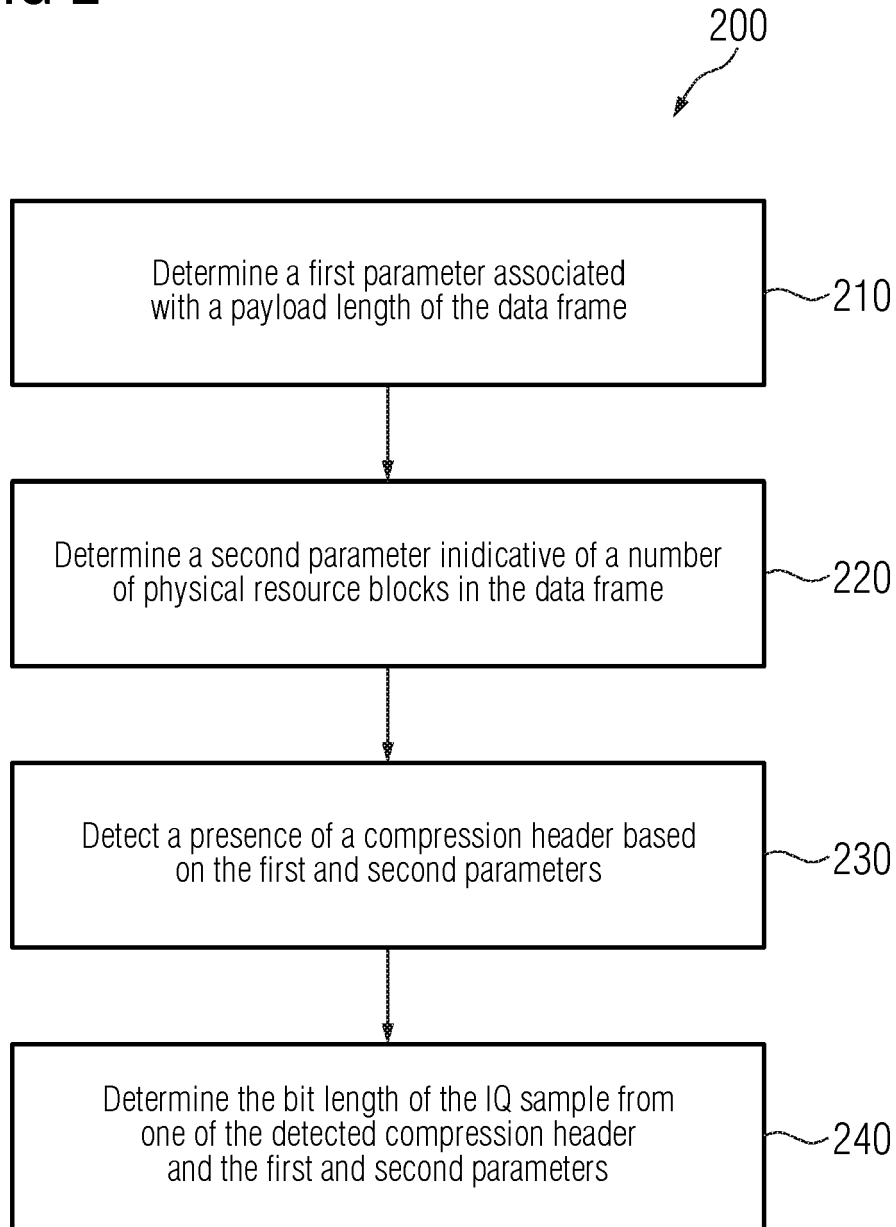 200
Determine a first parameter associated
with a payload length of the data frame
210
Determine a second parameter inidicative of a number
of physical resource blocks in the data frame
220
Detect a presence of a compression header based
on the first and second parameters
230
Determine the bit length of the IQ sample from
one of the detected compression header
and the first and second parameters
240